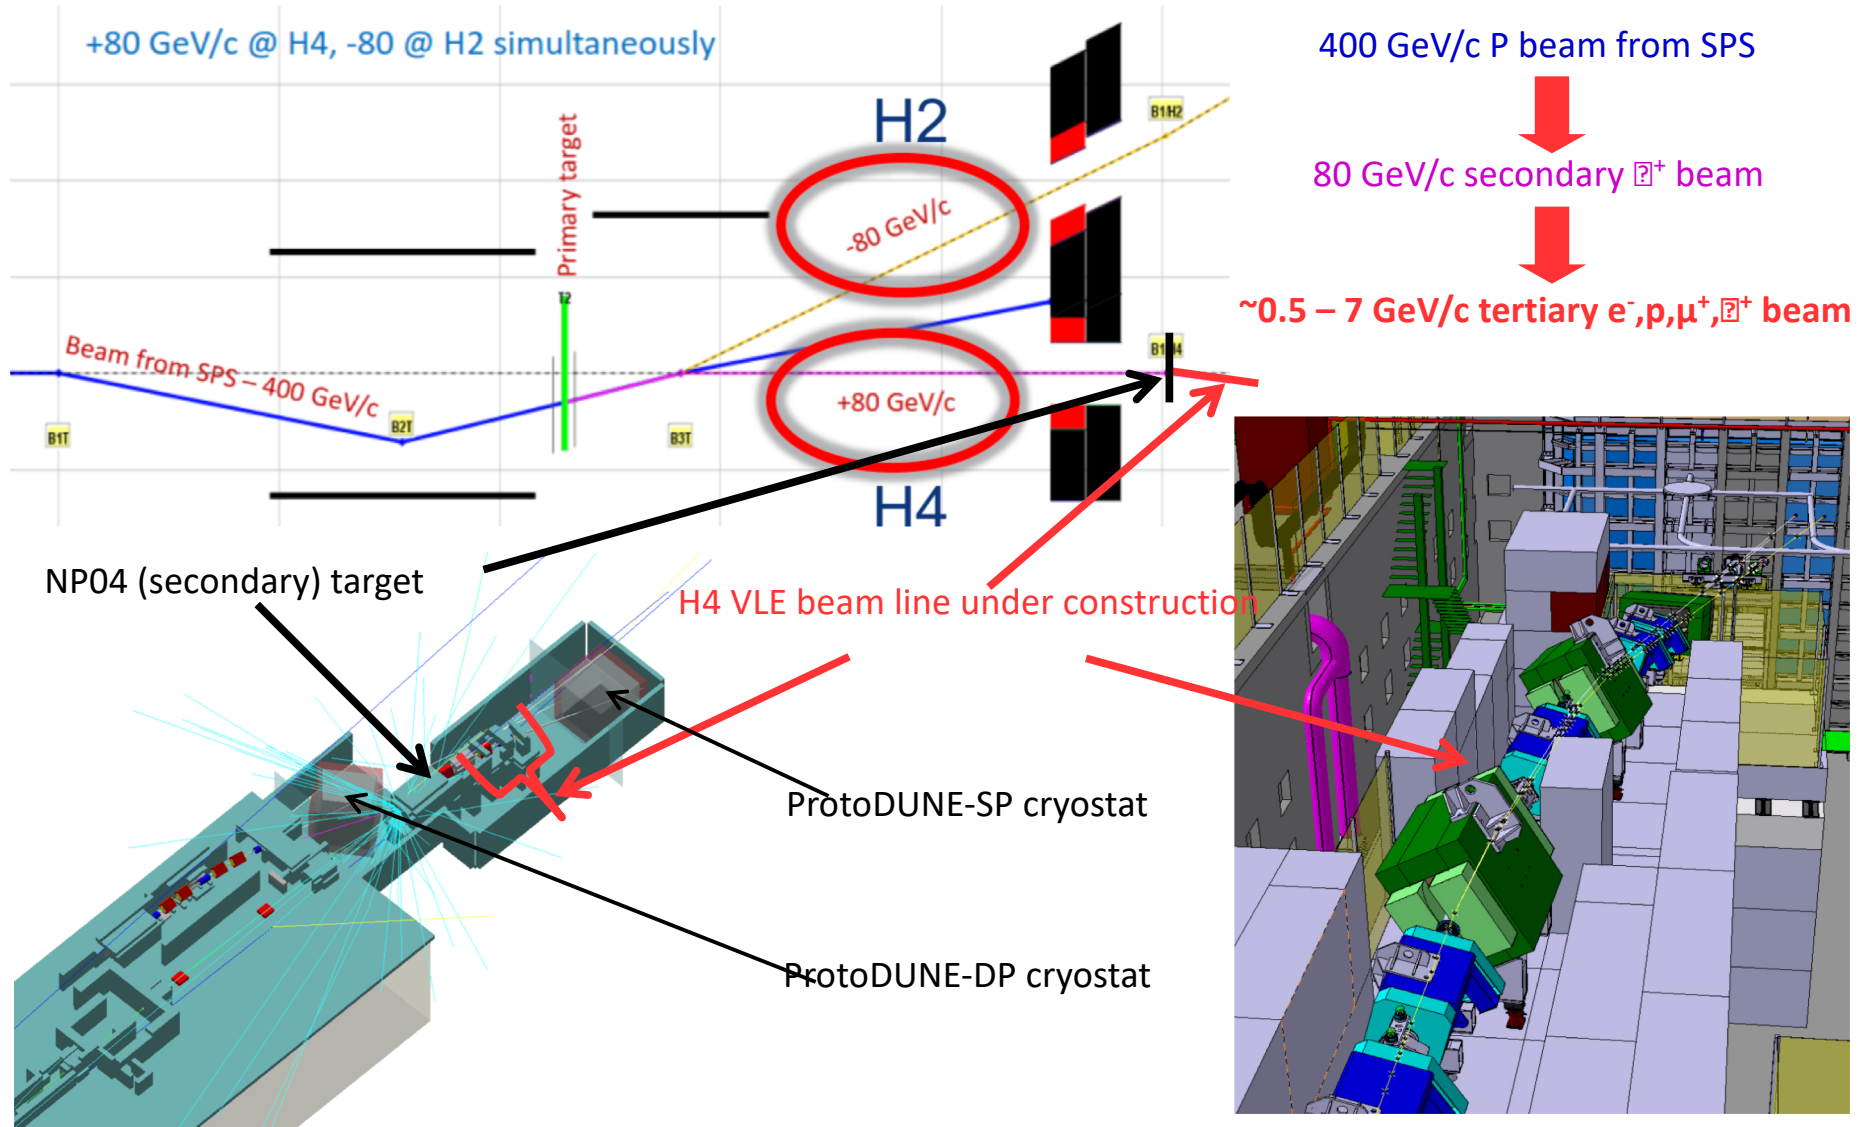 +80 GeV/c @ H4, -80 @ H2 simultaneously
400 GeV/c P beam from SPS
80 GeV/c secondary �+ beam
~0.5 – 7 GeV/c tertiary e-,p,μ+,�+ beam
H2
B1/H2
Primary target
-80 GeV/c
T2
Beam from SPS – 400 GeV/c
+80 GeV/c
B1T
B2T
B3T
H4
NP04 (secondary) target
H4 VLE beam line under construction
ProtoDUNE-SP cryostat
ProtoDUNE-DP cryostat